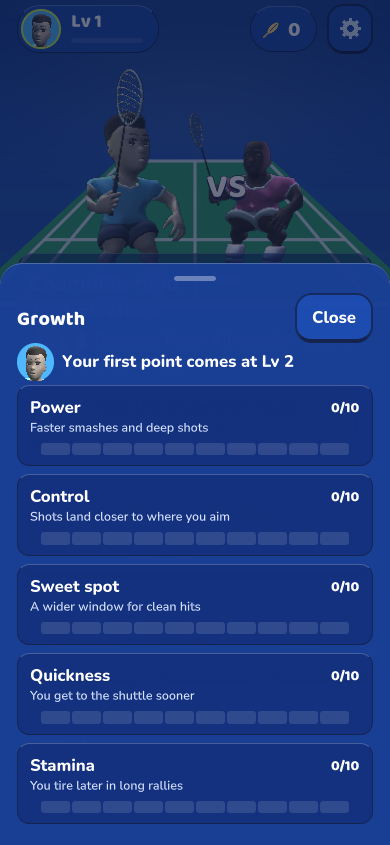 Lv 1
0
VS
Growth
Close
Your first point comes at Lv 2
Power
0/10
Faster smashes and deep shots
Control
0/10
Shots land closer to where you aim
Sweet spot
0/10
A wider window for clean hits
Quickness
0/10
You get to the shuttle sooner
Stamina
0/10
You tire later in long rallies